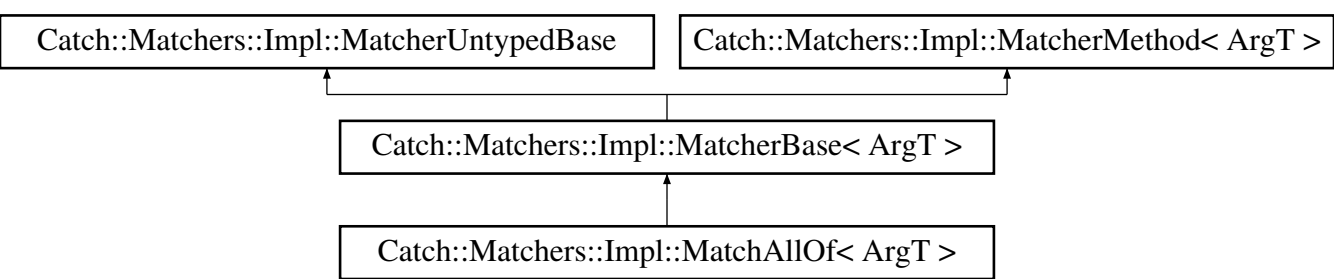 Catch::Matchers::Impl::MatcherUntypedBase
Catch::Matchers::Impl::MatcherMethod< ArgT >
Catch::Matchers::Impl::MatcherBase< ArgT >
Catch::Matchers::Impl::MatchAllOf< ArgT >